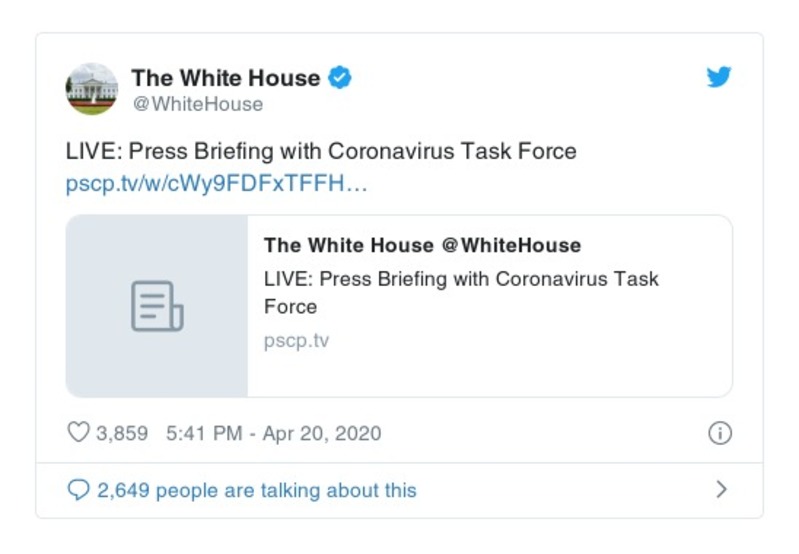 The White House
@WhiteHouse
LIVE: Press Briefing with Coronavirus Task Force
pscp.tv/w/cWy9FDFxTFFH…
The White House @WhiteHouse
LIVE: Press Briefing with Coronavirus Task
Force
pscp.tv
3,859 5:41 PM - Apr 20, 2020
2,649 people are talking about this